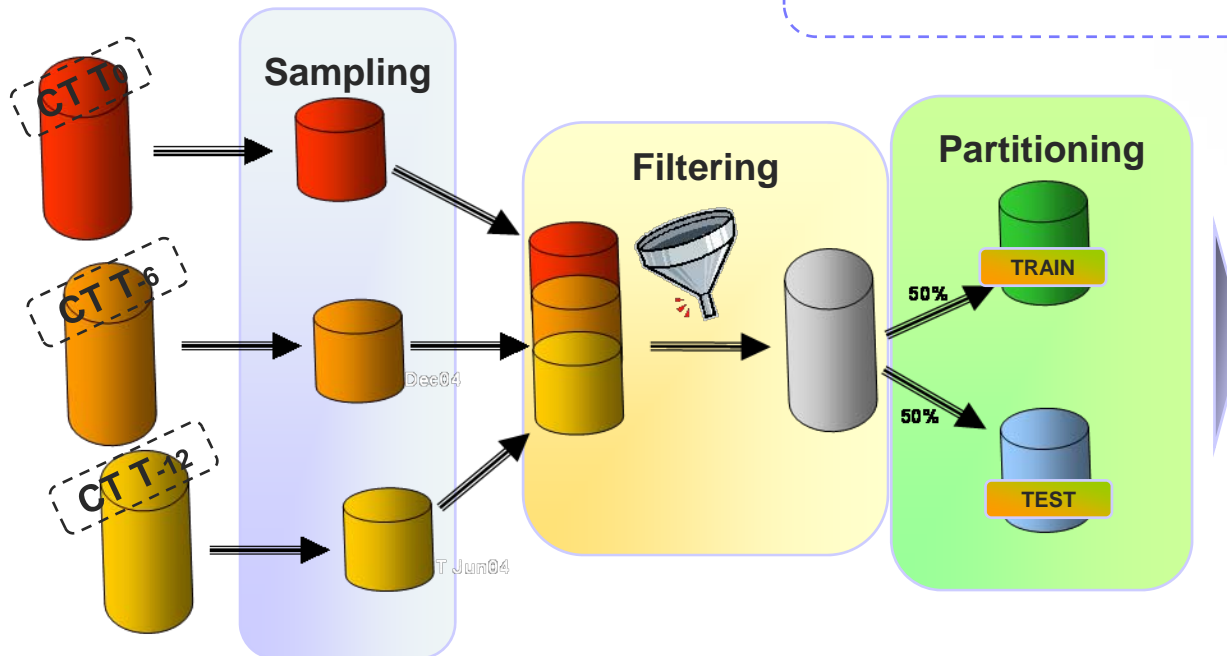 CT T0
Sampling
Filtering
Partitioning
TRAIN
50%
CT T-6
Dec04
50%
CT T-12
TEST
T Jun04